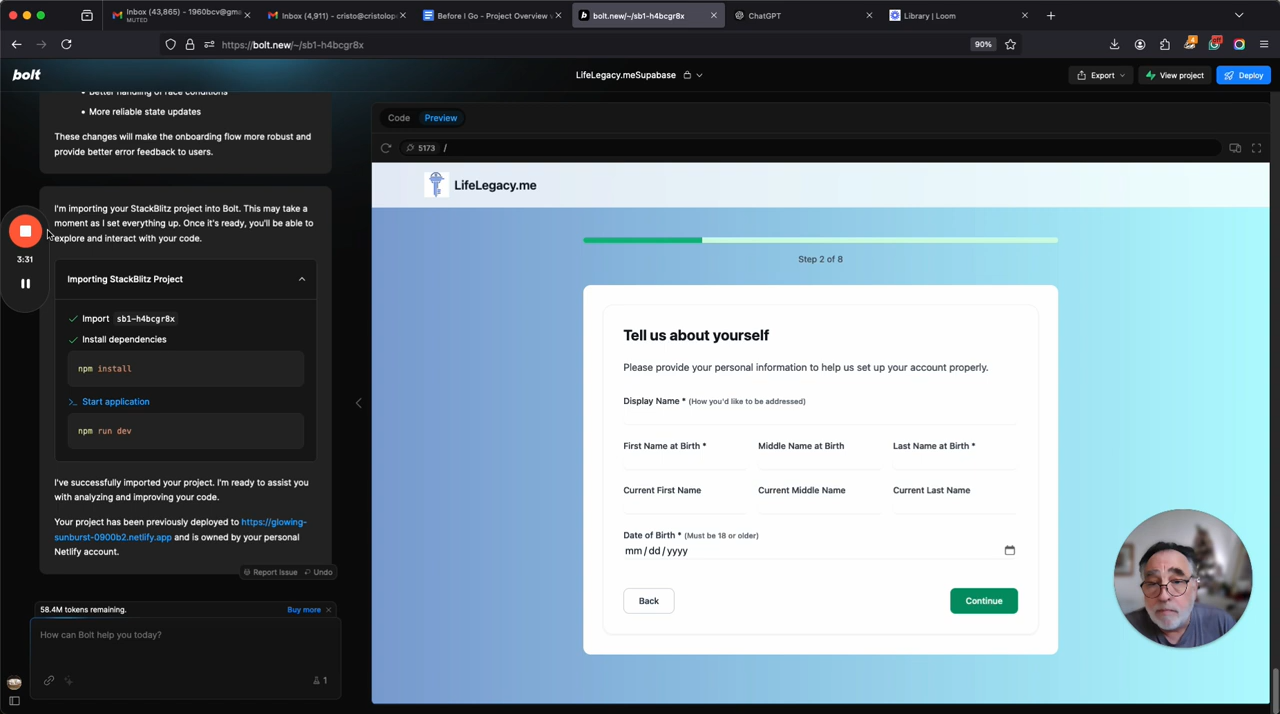 Inbox (43,865) - 1960bcv@gm
MUTED
Inbox (4,911) - cristo@cristolop
Before I Go - Project Overview
bolt.new/~/sb1-h4bcgr8x
ChatGPT
Library | Loom
https://bolt.new/~/sb1-h4bcgr8x
90%
4
off
bolt
LifeLegacy.meSupabase
Export
View project
Deploy
Better handling of race conditions
More reliable state updates
These changes will make the onboarding flow more robust and
provide better error feedback to users.
I'm importing your StackBlitz project into Bolt. This may take a
moment as I set everything up. Once it's ready, you'll be able to
explore and interact with your code.
3:31
Importing StackBlitz Project
Import sb1-h4bcgr8x
Install dependencies
npm install
Start application
npm run dev
I've successfully imported your project. I'm ready to assist you
with analyzing and improving your code.
Your project has been previously deployed to https://glowing-
sunburst-0900b2.netlify.app and is owned by your personal
Netlify account.
Report Issue
Undo
58.4M tokens remaining.
Buy more
How can Bolt help you today?
1
Code
Preview
5173
/
LifeLegacy.me
Step 2 of 8
Tell us about yourself
Please provide your personal information to help us set up your account properly.
Display Name * (How you'd like to be addressed)
First Name at Birth *
Middle Name at Birth
Last Name at Birth *
Current First Name
Current Middle Name
Current Last Name
Date of Birth * (Must be 18 or older)
mm/dd/yyyy
Back
Continue